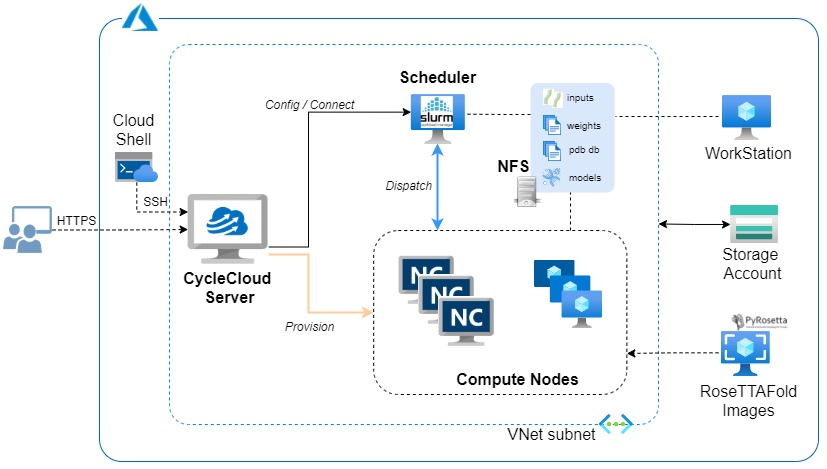 Scheduler
Config / Connect
slurm
inputs
weights
pdb db
models
NFS
WorkStation
Cloud
Shell
SSH
HTTPS
Dispatch
CycleCloud
Server
Storage
Account
NC
NC
NC
Provision
PyRosetta
Compute Nodes
RoseTTAFold
Images
VNet subnet